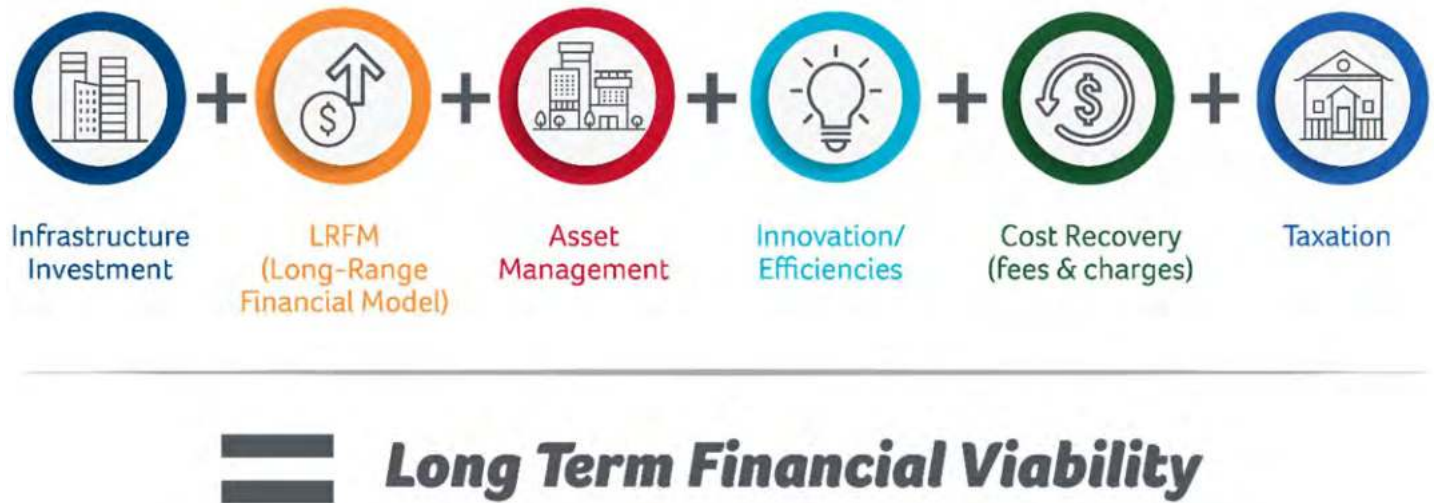 Infrastructure
Investment
LRFM
(Long-Range
Financial Model)
Asset
Management
Innovation/
Efficiencies
Cost Recovery
(fees & charges)
Taxation
Long Term Financial Viability